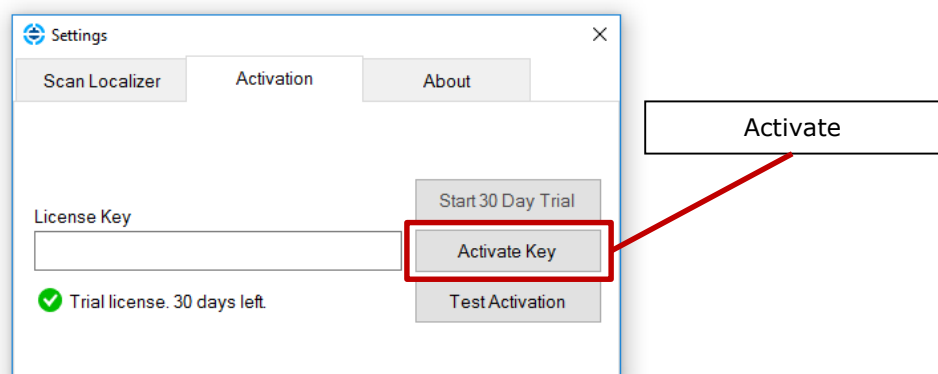 Settings
Scan Localizer
Activation
About
Activate
Start 30 Day Trial
License Key
Activate Key
Trial license. 30 days left.
Test Activation